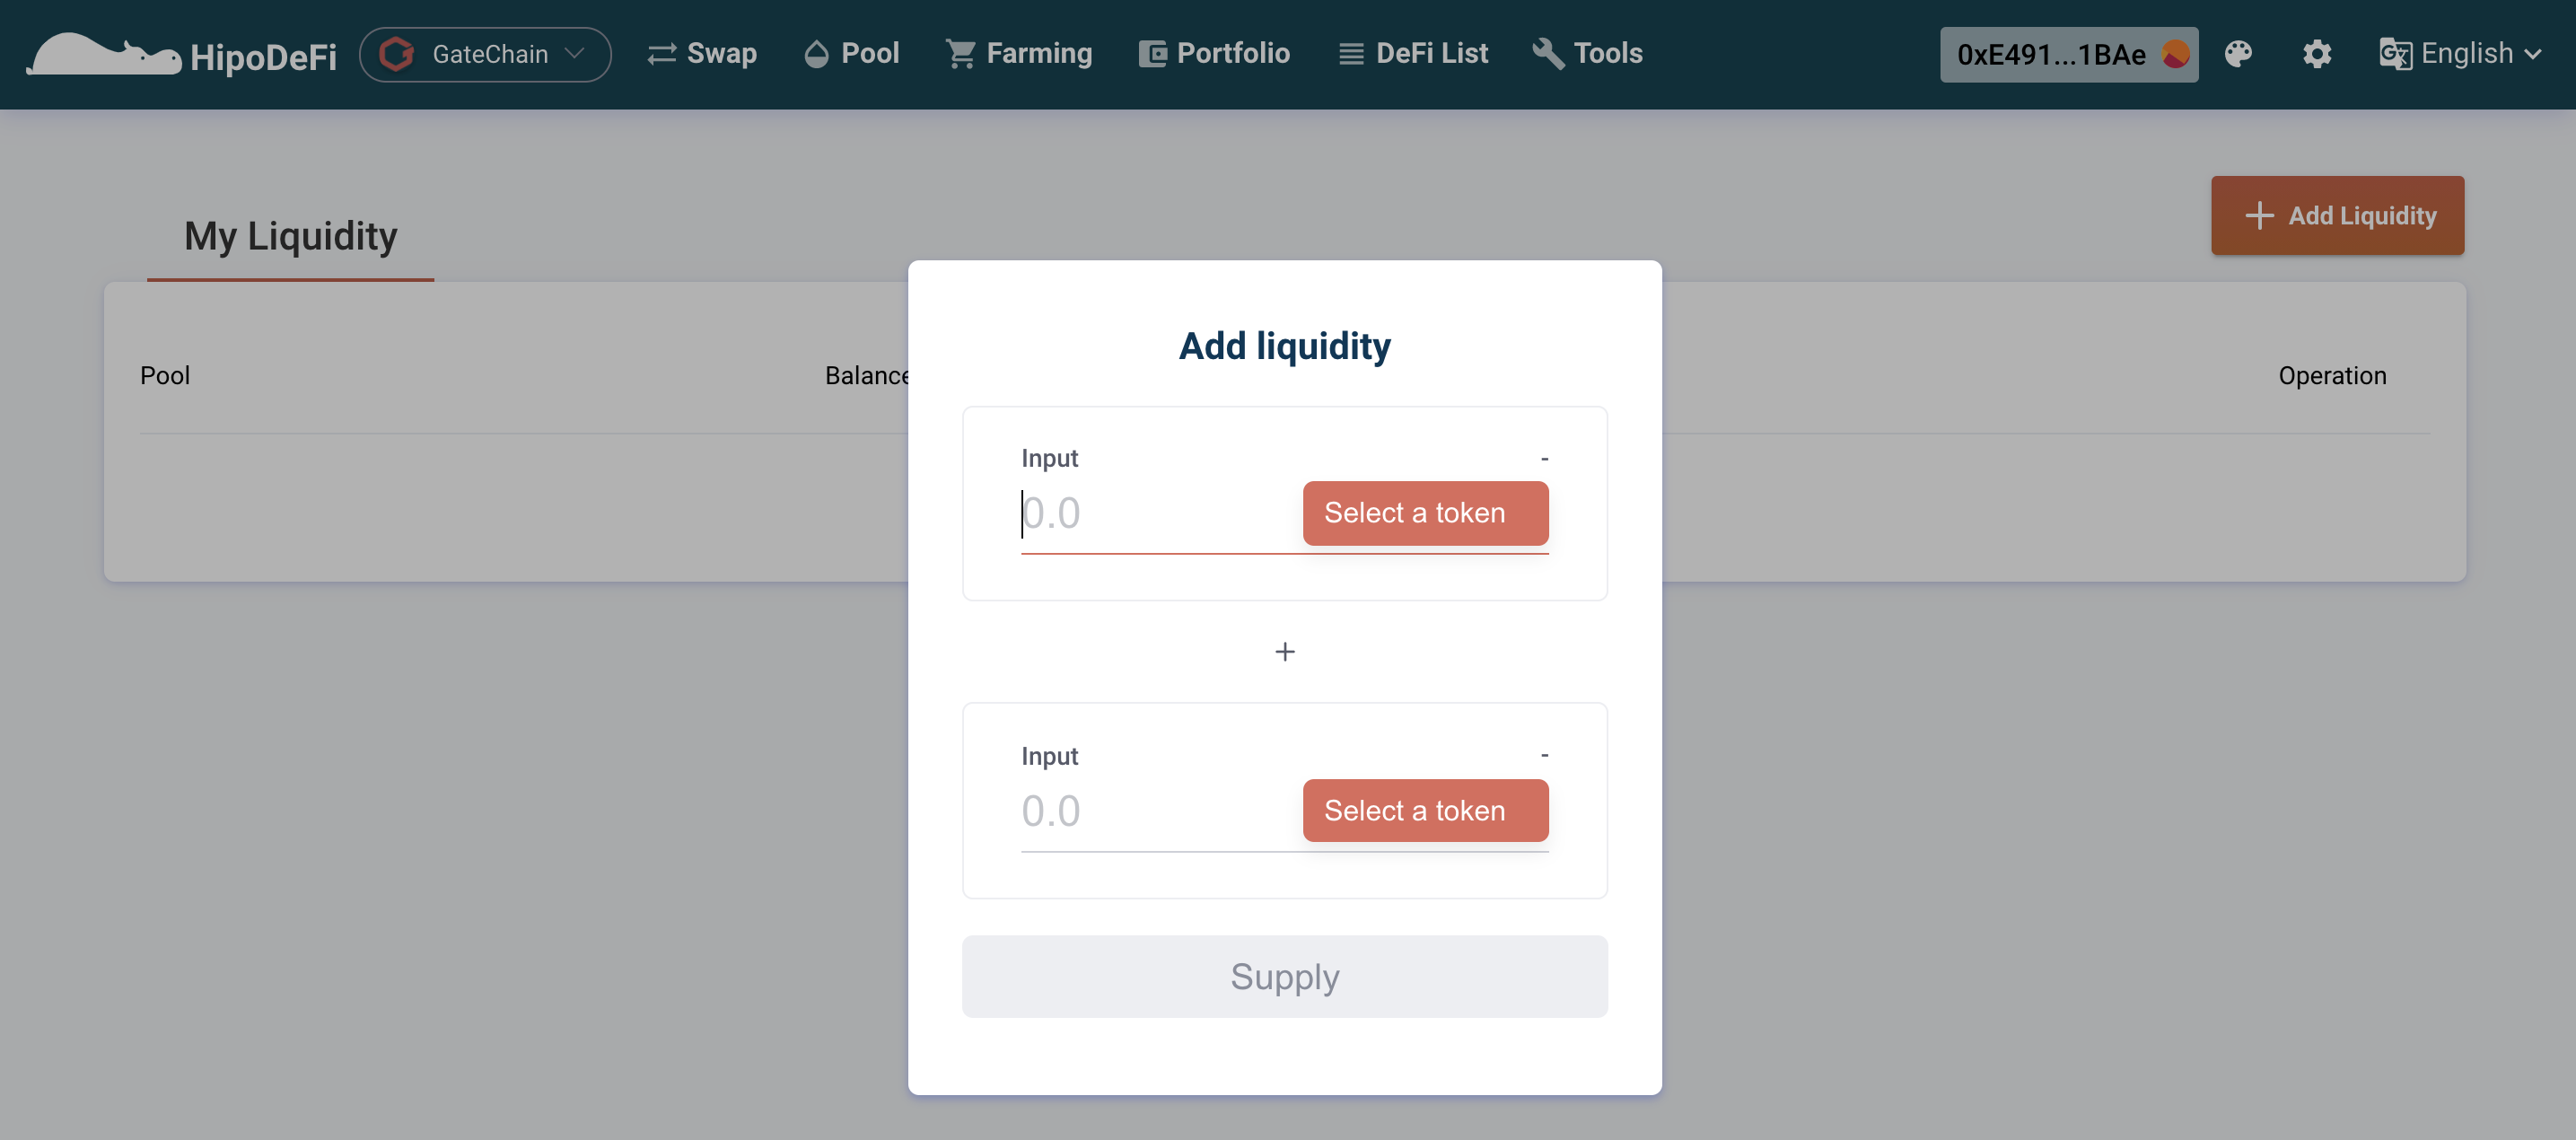 HipoDeFi GateChain Swap Pool Farming Portfolio DeFi List Tools 0xE491...1BAe English
Add Liquidity
My Liquidity
Add liquidity
Pool Balance Operation
Input -
0.0 Select a token
+
Input -
0.0 Select a token
Supply